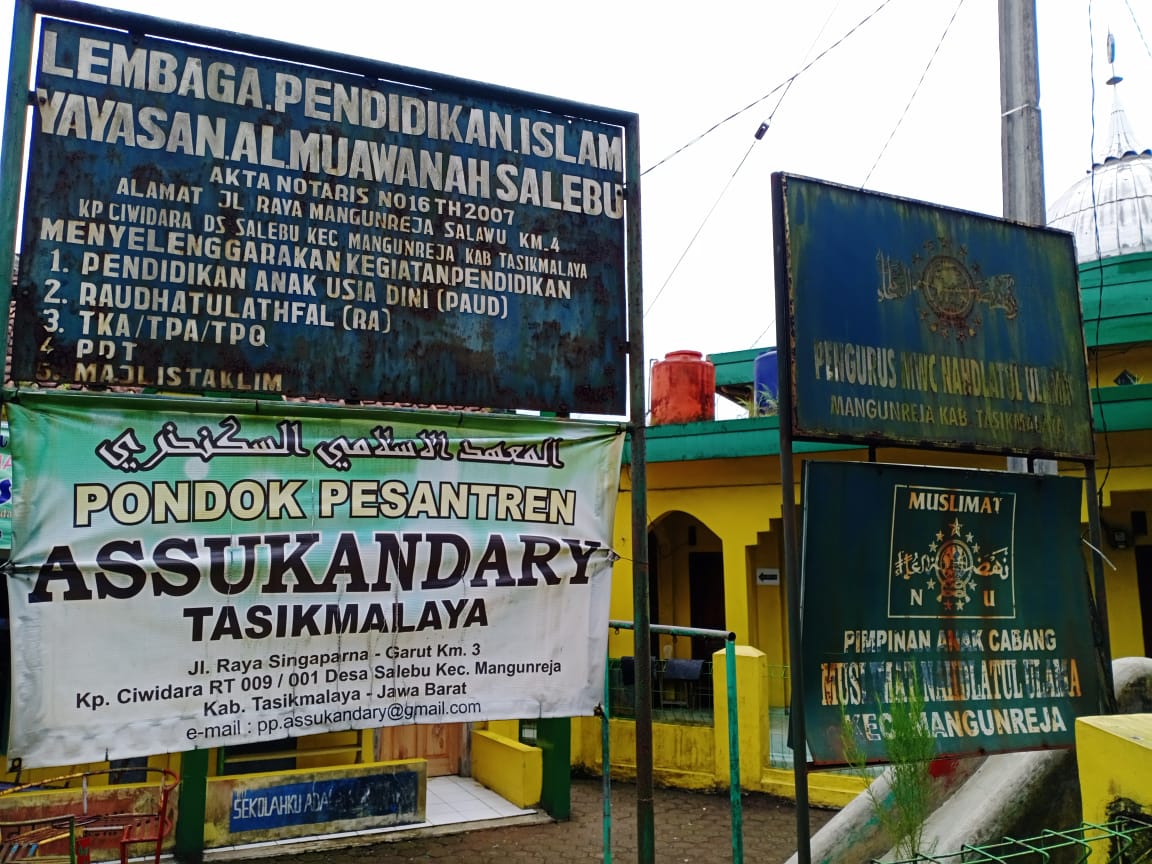 LEMBAGA.PENDIDIKAN.ISLAM
YAYASAN.AL.MUAWANAH SALEBU
AKTA NOTARIS NO16 TH2007
ALAMAT JL RAYA MANGUNREJA SALAWU KM.4
KP CIWIDARA DS SALEBU KEC MANGUNREJA KAB TASIKMALAYA
MENYELENGGARAKAN KEGIATAN.PENDIDIKAN
1. PENDIDIKAN ANAK USIA DINI (PAUD)
2. RAUDHATULATHFAL (RA)
3. TKA/TPA/TPQ
4 PDT
5. MAJLISTAKLIM
المعهد الاسلامي السكندري
PONDOK PESANTREN
ASSUKANDARY
TASIKMALAYA
Jl. Raya Singaparna - Garut Km. 3
Kp. Ciwidara RT 009 / 001 Desa Salebu Kec. Mangunreja
Kab. Tasikmalaya - Jawa Barat
e-mail : pp.assukandary@gmail.com
SEKOLAHKU
PENGURUS MWC NAHDLATUL ULAMA
MANGUNREJA KAB TASIKMALAYA
MUSLIMAT
N U
PIMPINAN ANAK CABANG
MUSLIMAT NAHDLATUL ULAMA
KEC. MANGUNREJA